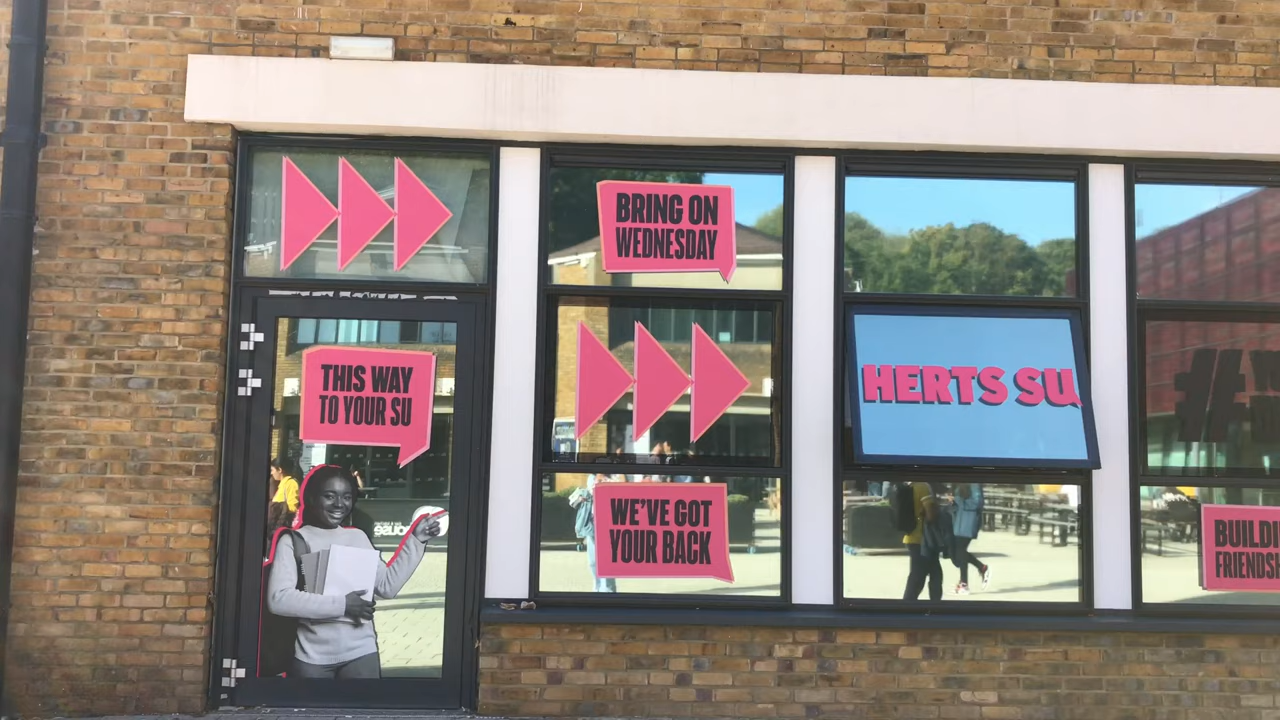 BRING ON
WEDNESDAY
THIS WAY
TO YOUR SU
HERTS SU
WE'VE GOT
YOUR BACK